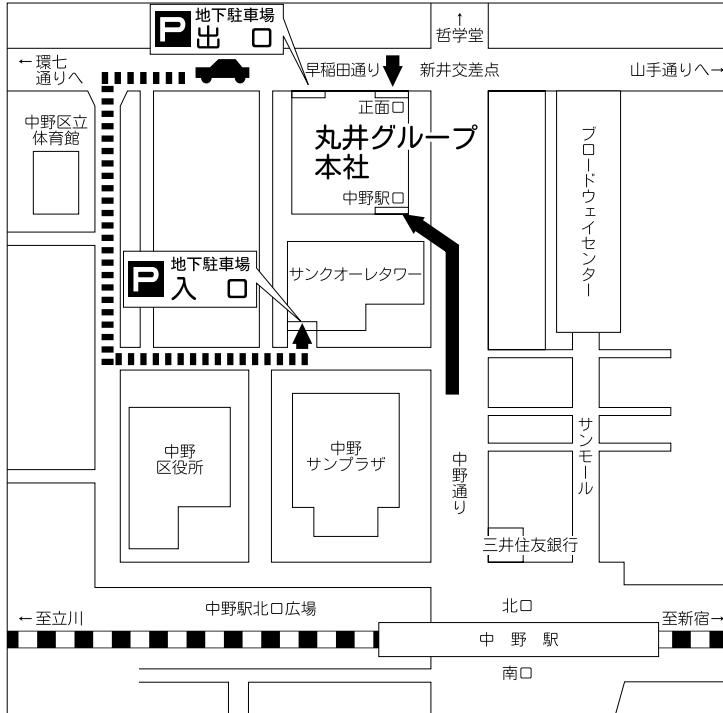 P 地下駐車場
出口
↑
哲学堂
←環七
通りへ
早稲田通り
新井交差点
山手通りへ→
中野区立
体育館
正面口
丸井グループ
本社
中野駅口
ブロードウェイセンター
P 地下駐車場
入口
サンクオーレタワー
中野
区役所
中野
サンプラザ
中野通り
サンモール
三井住友銀行
←至立川
中野駅北口広場
北口
至新宿→
中野駅
南口